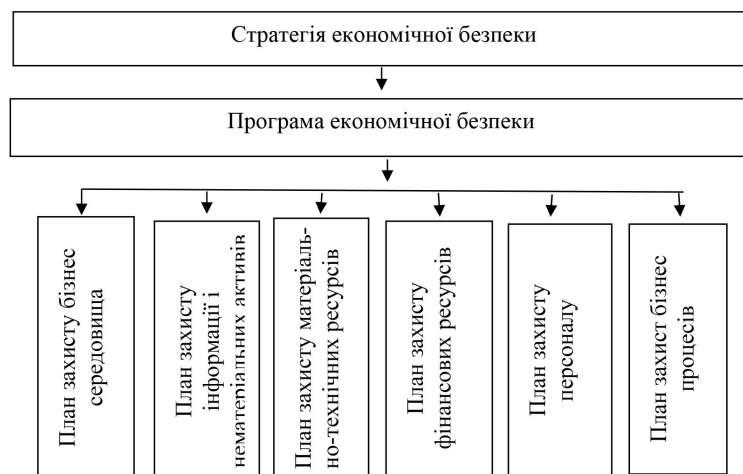 Стратегія економічної безпеки
Програма економічної безпеки
План захисту бізнес
середовища
План захисту
інформації і
нематеріальних активів
План захисту матеріаль-
но-технічних ресурсів
План захисту
фінансових ресурсів
План захисту
персоналу
План захист бізнес
процесів